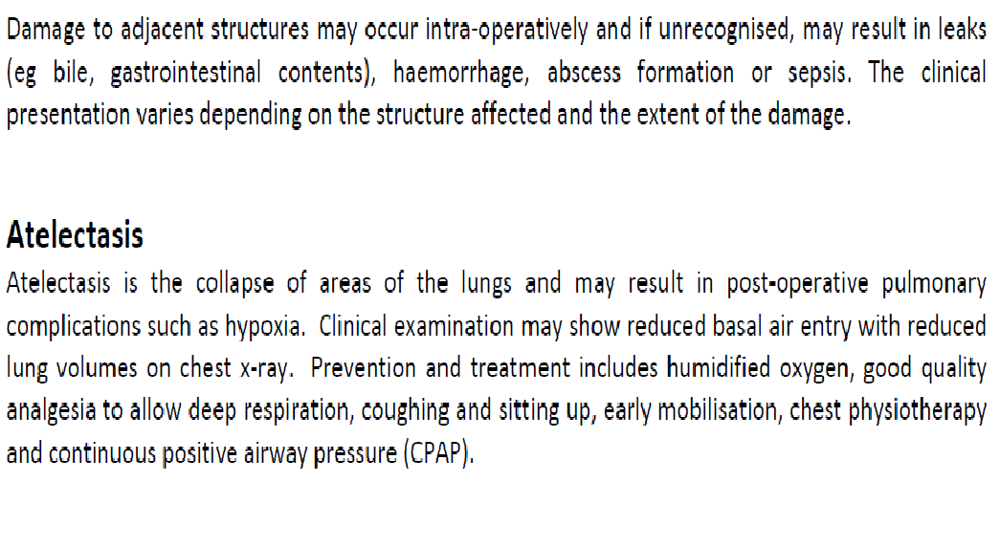 Damage to adjacent structures may occur intra-operatively and if unrecognised, may result in leaks
(eg bile, gastrointestinal contents), haemorrhage, abscess formation or sepsis. The clinical
presentation varies depending on the structure affected and the extent of the damage.
Atelectasis
Atelectasis is the collapse of areas of the lungs and may result in post-operative pulmonary
complications such as hypoxia. Clinical examination may show reduced basal air entry with reduced
lung volumes on chest x-ray. Prevention and treatment includes humidified oxygen, good quality
analgesia to allow deep respiration, coughing and sitting up, early mobilisation, chest physiotherapy
and continuous positive airway pressure (CPAP).